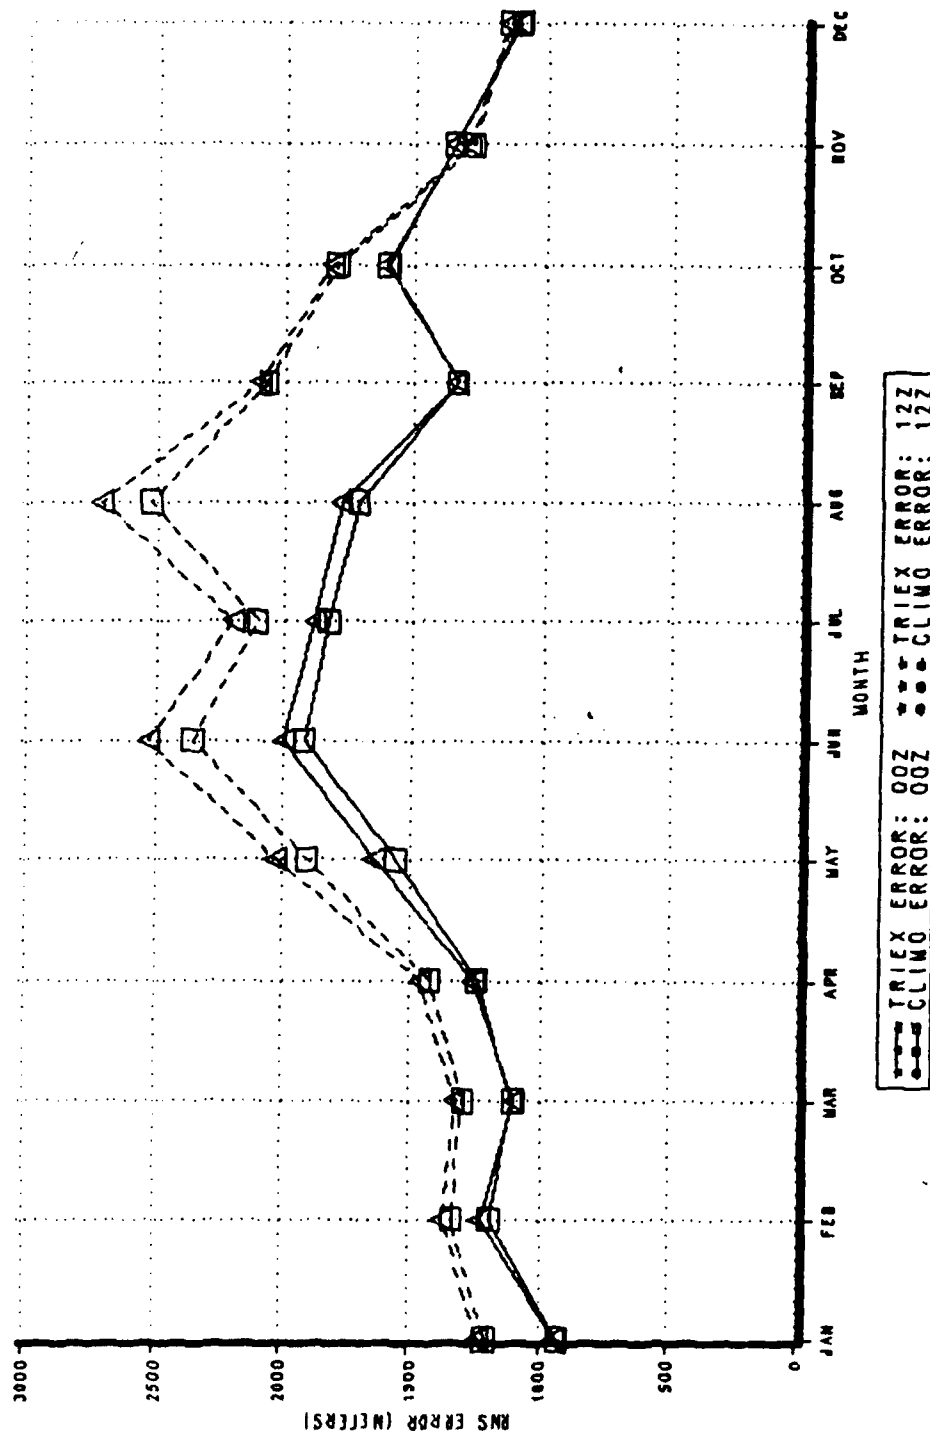 RMS ERROR (METERS)
3000
2500
2000
1500
1000
500
0
JAN
FEB
MAR
APR
MAY
JUN
JUL
AUG
SEP
OCT
NOV
DEC
MONTH
TRIEX ERROR: 00Z TRIEX ERROR: 12Z
CLIMO ERROR: 00Z CLIMO ERROR: 12Z